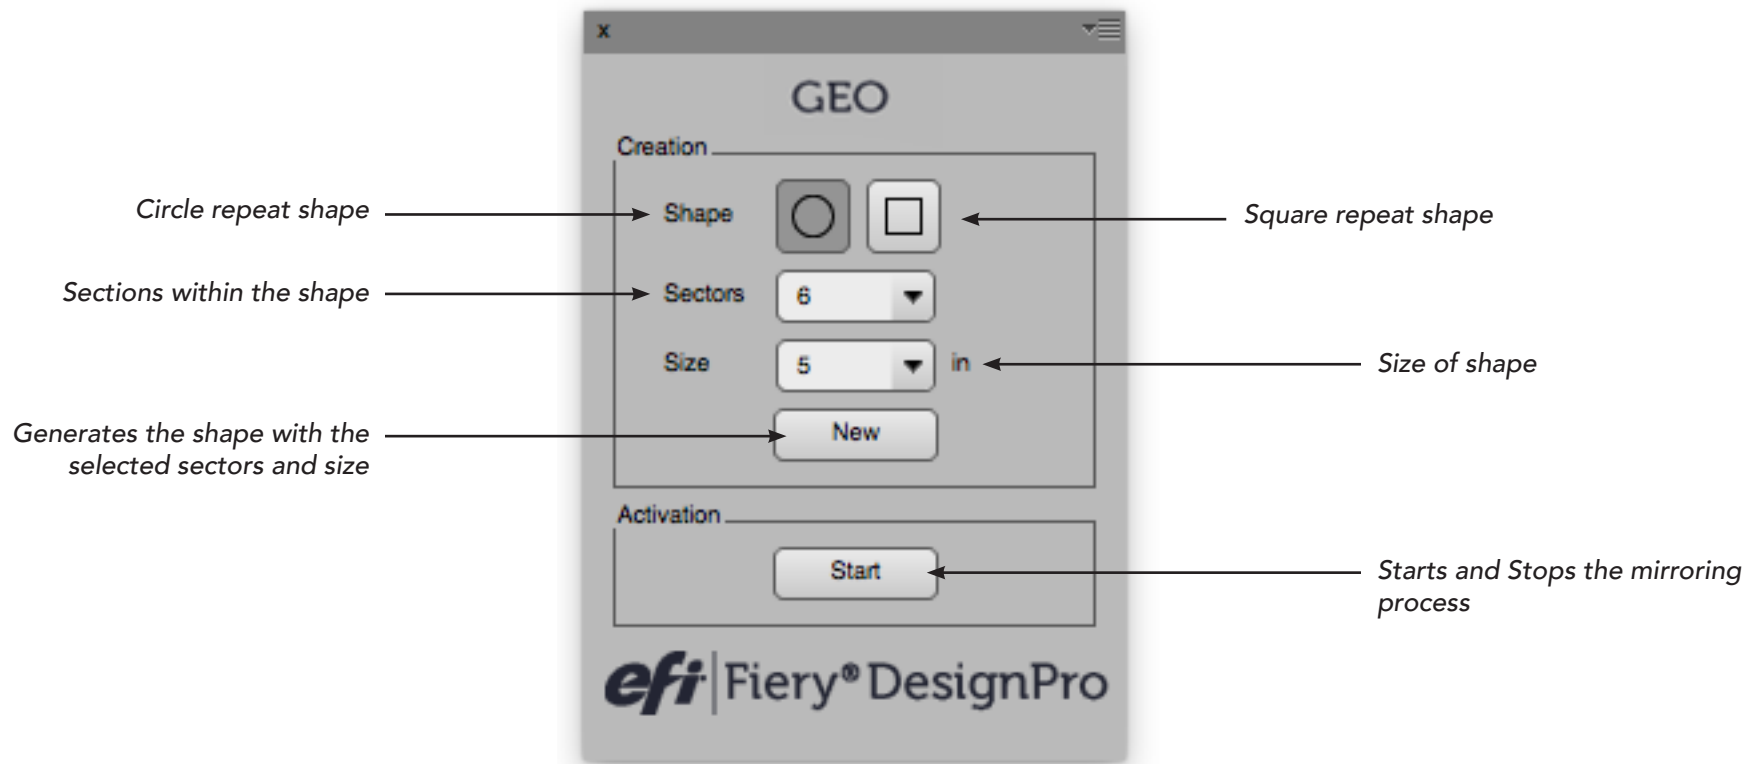 x
GEO
Creation
Circle repeat shape
Shape
Square repeat shape
Sections within the shape
Sectors
6
Size
5
in
Size of shape
Generates the shape with the
selected sectors and size
New
Activation
Start
Starts and Stops the mirroring
process
efi Fiery® DesignPro